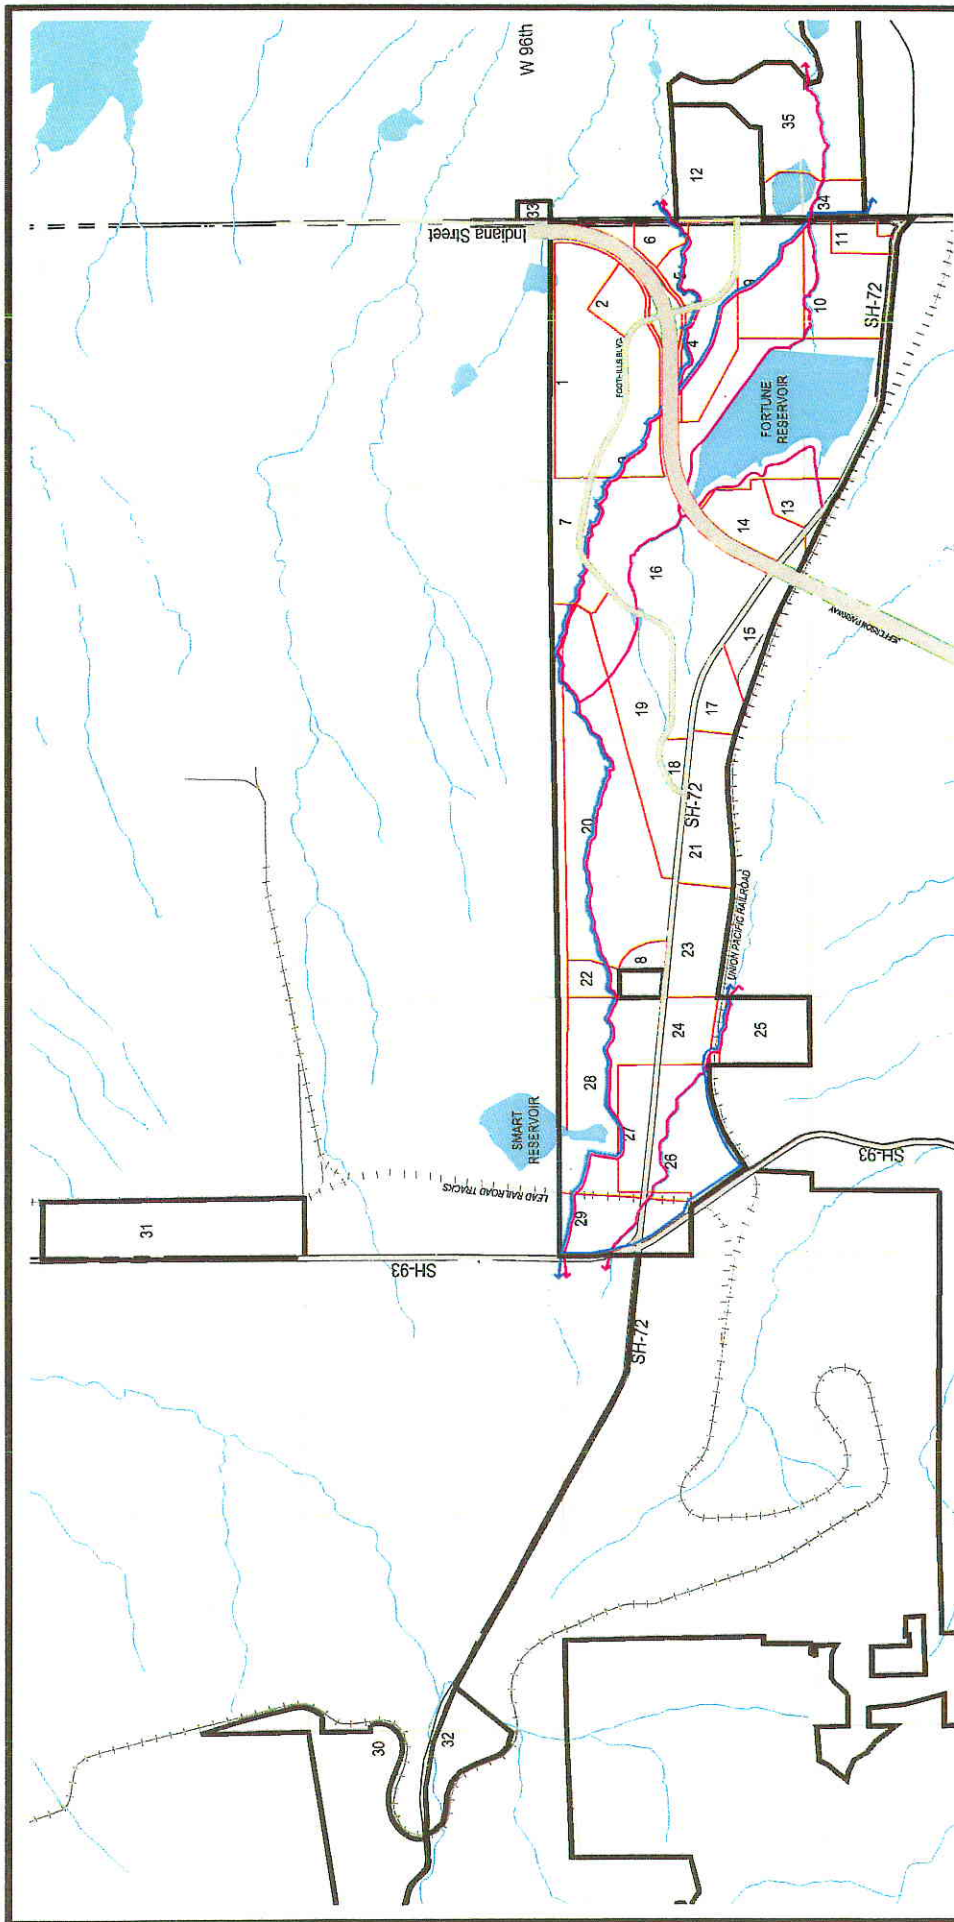 W 96th
Indiana Street
33
12
35
34
6
5
2
4
9
11
10
SH-72
1
FOOTHILLS BLVD
3
FORTUNE
RESERVOIR
7
16
14
13
JEFFERSON PARKWAY
15
19
17
18
SH-72
20
21
UNION PACIFIC RAILROAD
22
8
23
24
25
28
SMART
RESERVOIR
27
26
SH-93
LEAD RAILROAD TRACKS
29
31
SH-93
SH-72
30
32